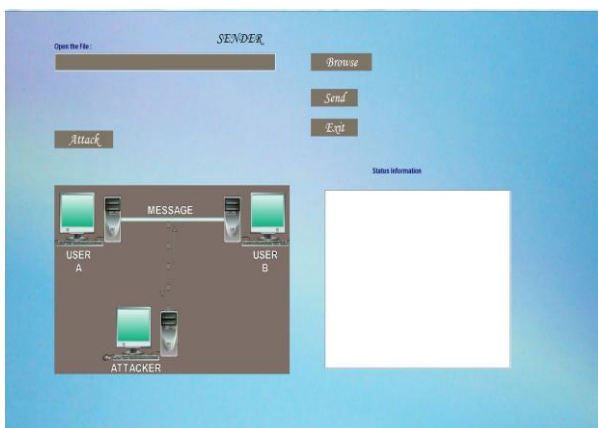 SENDER
Open the File :
Browse
Send
Exit
Attack
Status Information
MESSAGE
USER
A
USER
B
ATTACKER